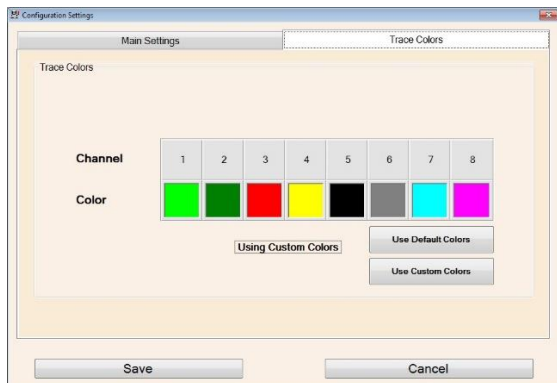 Configuration Settings
Main Settings Trace Colors
Trace Colors
Channel 1 2 3 4 5 6 7 8
Color
Using Custom Colors
Use Default Colors
Use Custom Colors
Save Cancel